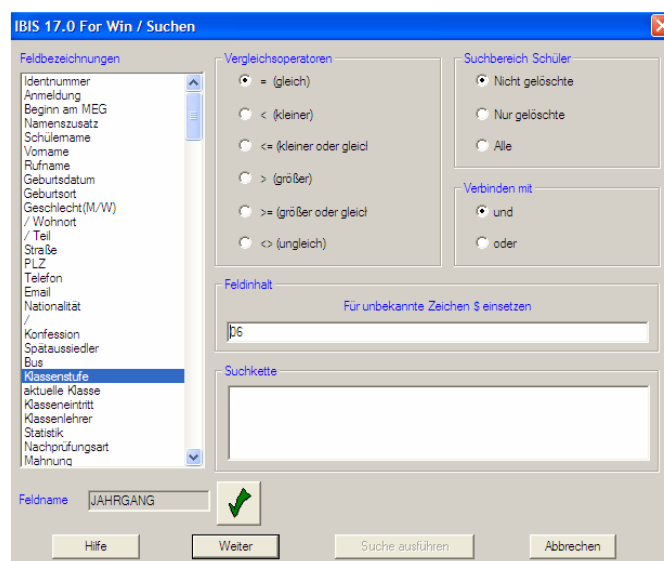 IBIS 17.0 For Win / Suchen
Feldbezeichnungen
Identnummer
Anmeldung
Beginn am MEG
Namenszusatz
Schülername
Vorname
Rufname
Geburtsdatum
Geburtsort
Geschlecht(M/W)
/ Wohnort
/ Teil
Straße
PLZ
Telefon
Email
Nationalität
/
Konfession
Spätaussiedler
Bus
Klassenstufe
aktuelle Klasse
Klasseneintritt
Klassenlehrer
Statistik
Nachprüfungsart
Mahnung
Vergleichsoperatoren
= (gleich)
< (kleiner)
<= (kleiner oder gleich
> (größer)
>= (größer oder gleich
<> (ungleich)
Suchbereich Schüler
Nicht gelöschte
Nur gelöschte
Alle
Verbinden mit
und
oder
Feldinhalt
Für unbekannte Zeichen $ einsetzen
06
Suchkette
Feldname JAHRGANG
Hilfe Weiter Suche ausführen Abbrechen